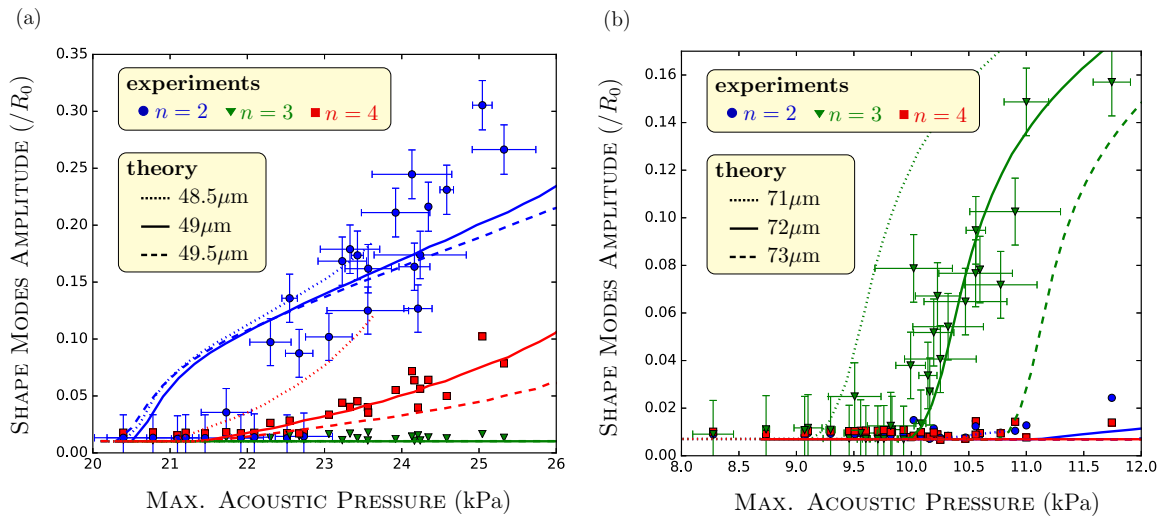 (a)
(b)
SHAPE MODES AMPLITUDE (/R₀)
0.35
0.30
0.25
0.20
0.15
0.10
0.05
0.00
experiments
n = 2 n = 3 n = 4
theory
48.5μm
49μm
49.5μm
20 21 22 23 24 25 26
MAX. ACOUSTIC PRESSURE (kPa)
SHAPE MODES AMPLITUDE (/R₀)
0.16
0.14
0.12
0.10
0.08
0.06
0.04
0.02
0.00
experiments
n = 2 n = 3 n = 4
theory
71μm
72μm
73μm
8.0 8.5 9.0 9.5 10.0 10.5 11.0 11.5 12.0
MAX. ACOUSTIC PRESSURE (kPa)